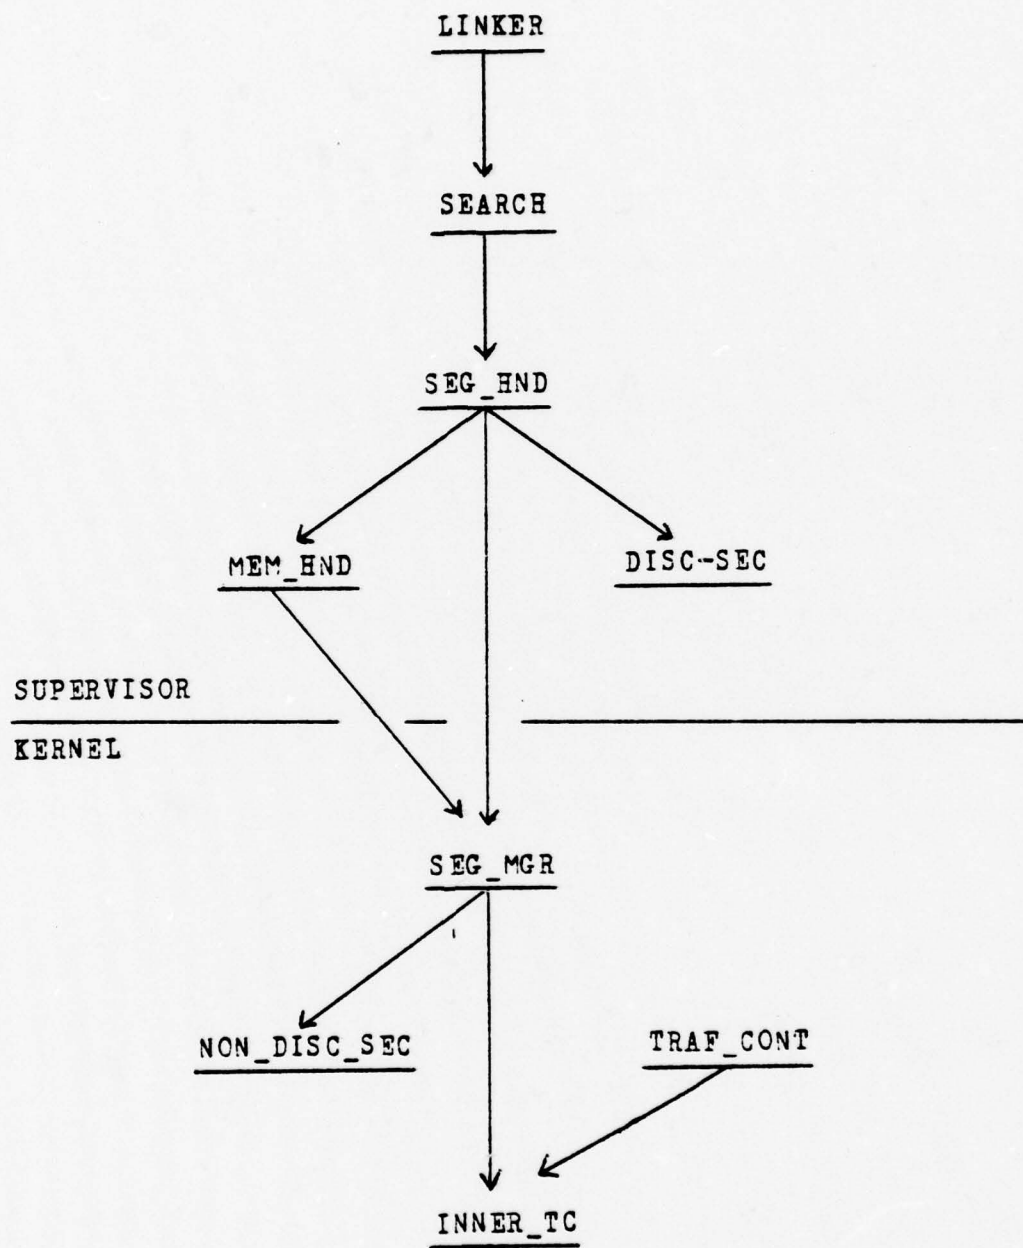 LINKER
SEARCH
SEG_HND
MEM_HND
DISC-SEC
SUPERVISOR
KERNEL
SEG_MGR
NON_DISC_SEC
TRAF_CONT
INNER_TC